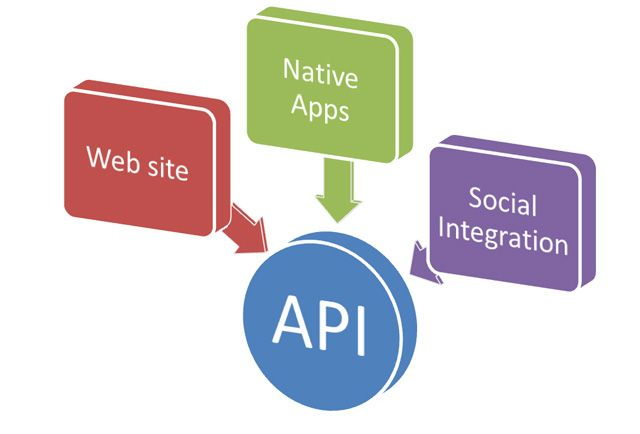 Web site
Native
Apps
Social
Integration
API